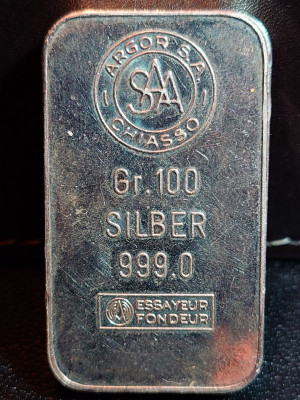 ARGOR S.A.
SAA
CHIASSO
Gr. 100
SILBER
999.0
ESSAYEUR
FONDEUR